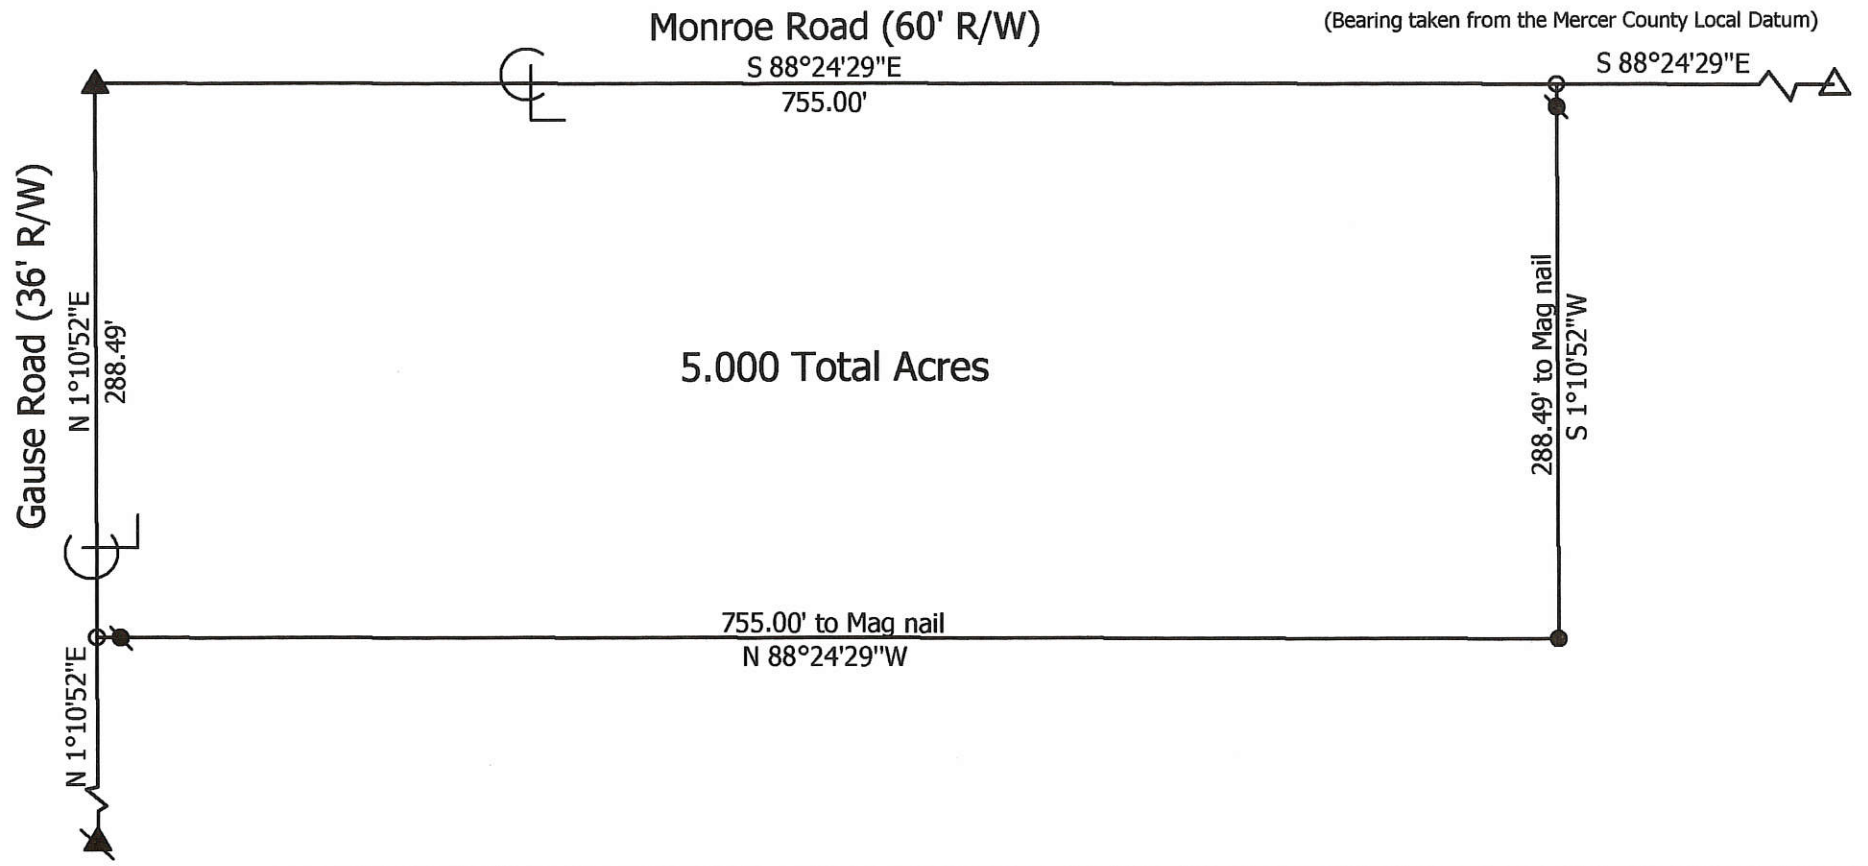 Monroe Road (60' R/W)
(Bearing taken from the Mercer County Local Datum)
S 88°24'29"E
755.00'
S 88°24'29"E
Gause Road (36' R/W)
N 1°10'52"E
288.49'
5.000 Total Acres
288.49' to Mag nail
S 1°10'52"W
755.00' to Mag nail
N 88°24'29"W
N 1°10'52"E